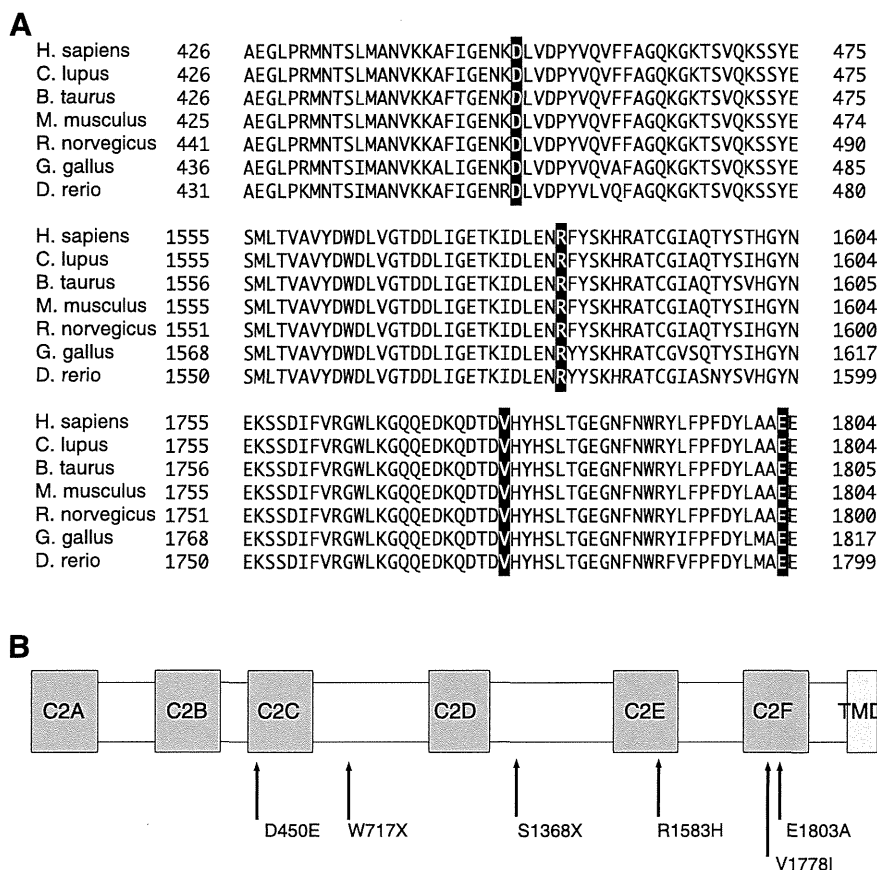 A
H. sapiens 426 AEGLPRMNTSLMANVKKAFIGENKDLVDPYVQVFFAGQKGKTSVQKSSYE 475
C. lupus 426 AEGLPRMNTSLMANVKKAFIGENKDLVDPYVQVFFAGQKGKTSVQKSSYE 475
B. taurus 426 AEGLPRMNTSLMANVKKAFTGENKDLVDPYVQVFFAGQKGKTSVQKSSYE 475
M. musculus 425 AEGLPRMNTSLMANVKKAFIGENKDLVDPYVQVFFAGQKGKTSVQKSSYE 474
R. norvegicus 441 AEGLPRMNTSLMANVKKAFIGENKDLVDPYVQVFFAGQKGKTSVQKSSYE 490
G. gallus 436 AEGLPRMNTSIMANVKKALIGENKDLVDPYVQVAFAGQKGKTSVQKSSYE 485
D. rerio 431 AEGLPKMNTSIMANVKKAFIGENRDLVDPYVLVQFAGQKGKTSVQKSSYE 480
H. sapiens 1555 SMLTVAVYDWDLVGTDDLIGETKIDLENRFYSKHRATCGIAQTYSTHGYN 1604
C. lupus 1555 SMLTVAVYDWDLVGTDDLIGETKIDLENRFYSKHRATCGIAQTYSIHGYN 1604
B. taurus 1556 SMLTVAVYDWDLVGTDDLIGETKIDLENRFYSKHRATCGIAQTYSVHGYN 1605
M. musculus 1555 SMLTVAVYDWDLVGTDDLIGETKIDLENRFYSKHRATCGIAQTYSIHGYN 1604
R. norvegicus 1551 SMLTVAVYDWDLVGTDDLIGETKIDLENRFYSKHRATCGIAQTYSIHGYN 1600
G. gallus 1568 SMLTVAVYDWDLVGTDDLIGETKIDLENRYYSKHRATCGVSQTYSIHGYN 1617
D. rerio 1550 SMLTVAVYDWDLVGTDDLIGETKIDLENRYYSKHRATCGIASNYSVHGYN 1599
H. sapiens 1755 EKSSDIFVRGWLKGQQEDKQDTDVHYHSLTGEGNFNWRYLFPFDYLAAEE 1804
C. lupus 1755 EKSSDIFVRGWLKGQQEDKQDTDVHYHSLTGEGNFNWRYLFPFDYLAAEE 1804
B. taurus 1756 EKSSDIFVRGWLKGQQEDKQDTDVHYHSLTGEGNFNWRYLFPFDYLAAEE 1805
M. musculus 1755 EKSSDIFVRGWLKGQQEDKQDTDVHYHSLTGEGNFNWRYLFPFDYLAAEE 1804
R. norvegicus 1751 EKSSDIFVRGWLKGQQEDKQDTDVHYHSLTGEGNFNWRYLFPFDYLAAEE 1800
G. gallus 1768 EKSSDIFVRGWLKGQQEDKQDTDVHYHSLTGEGNFNWRYIFPFDYLMAEE 1817
D. rerio 1750 EKSSDIFVRGWLKGQQEDKQDTDVHYHSLTGEGNFNWRFVFPFDYLMAEE 1799
B
C2A C2B C2C C2D C2E C2F TMD
D450E W717X S1368X R1583H E1803A
V1778I